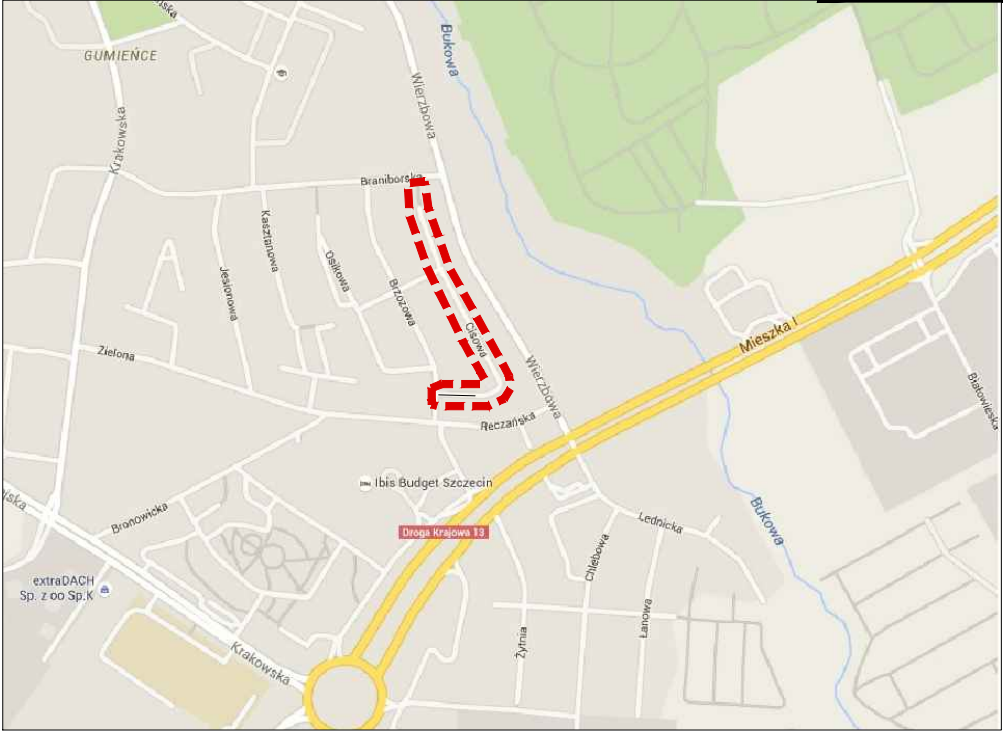 GUMIEŃCE
Krakowska
Bukowa
Wierzbowa
Braniborska
Kasztanowa
Jesionowa
Osikowa
Brzozowa
Cisowa
Zielona
Wierzbowa
Mieszka I
Białowieska
Reczańska
Ibis Budget Szczecin
Bronowicka
Droga Krajowa 13
Lednicka
Bukowa
Chlebowa
extraDACH
Sp. z oo Sp.K
Żytnia
Łanowa
Krakowska